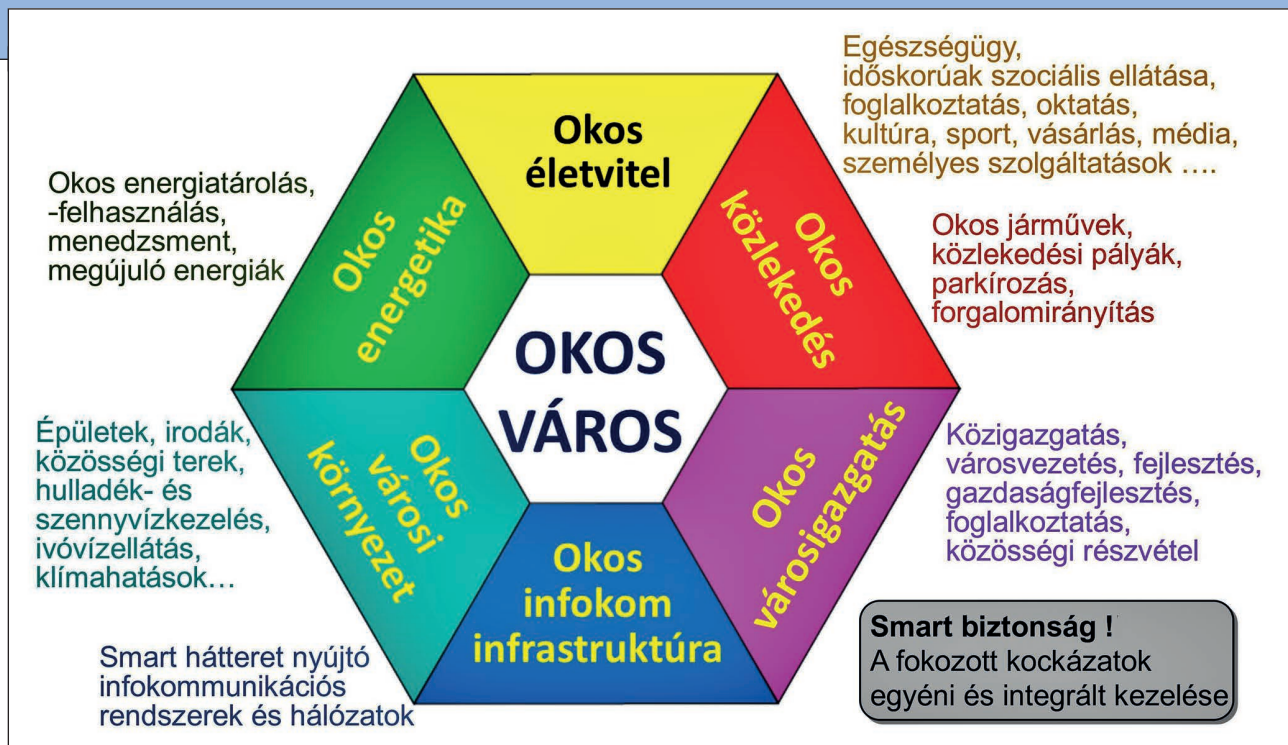 Egészségügy,
időskorúak szociális ellátása,
foglalkoztatás, oktatás,
kultúra, sport, vásárlás, média,
személyes szolgáltatások ….
Okos
életvitel
Okos energiatárolás,
-felhasználás,
menedzsment,
megújuló energiák
Okos
energetika
Okos
közlekedés
Okos járművek,
közlekedési pályák,
parkírozás,
forgalomirányítás
OKOS
VÁROS
Épületek, irodák,
közösségi terek,
hulladék- és
szennyvízkezelés,
ivóvízellátás,
klímahatások…
Okos
városi
környezet
Okos
városigazgatás
Közigazgatás,
városvezetés, fejlesztés,
gazdaságfejlesztés,
foglalkoztatás,
közösségi részvétel
Okos
infokom
infrastruktúra
Smart hátteret nyújtó
infokommunikációs
rendszerek és hálózatok
Smart biztonság !
A fokozott kockázatok
egyéni és integrált kezelése